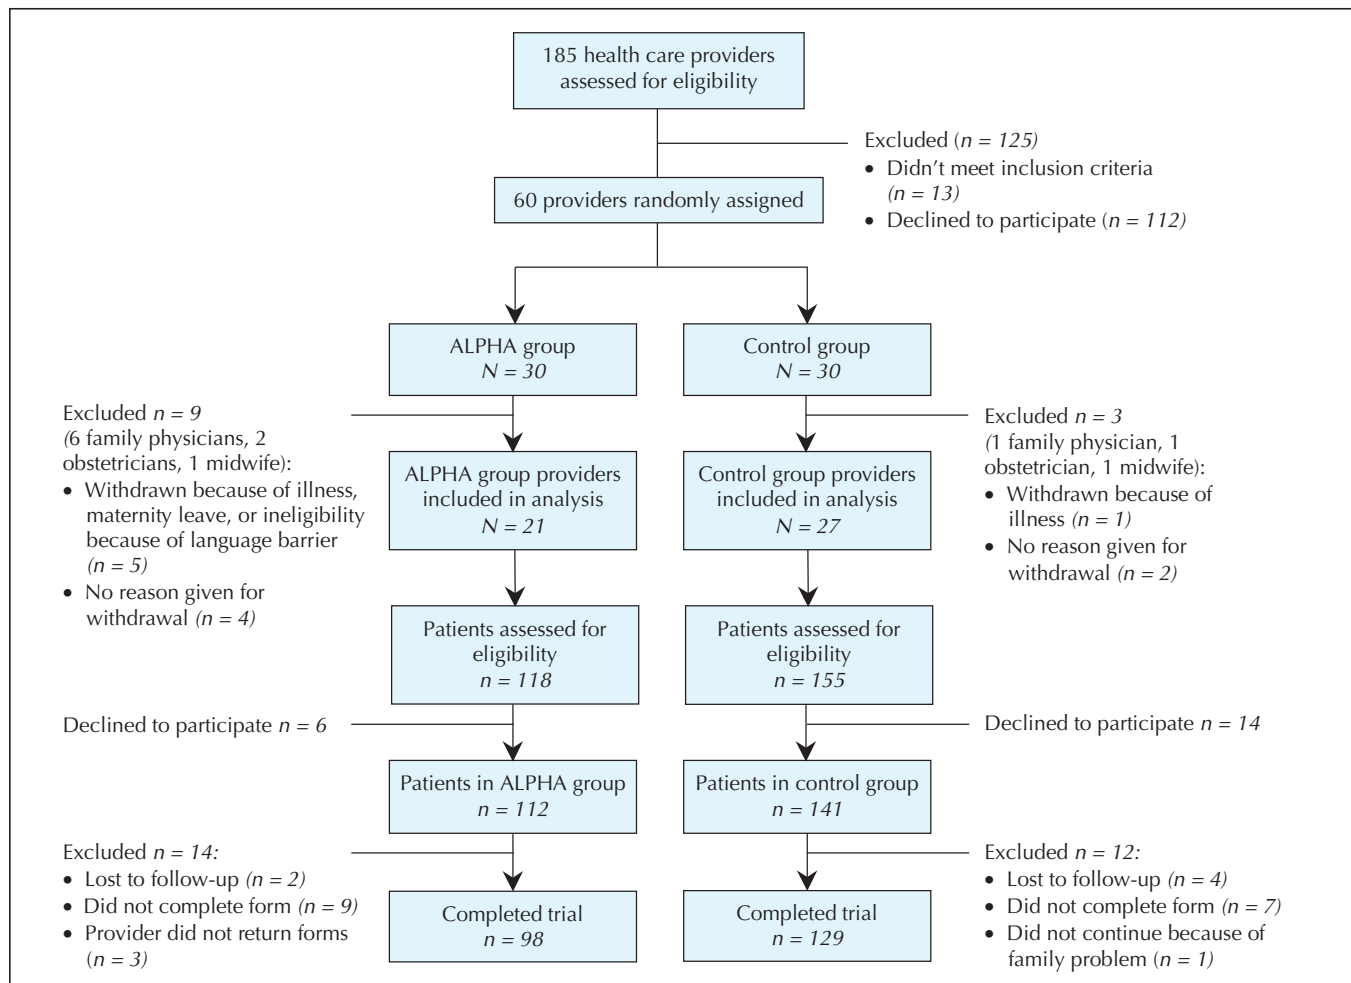 185 health care providers
assessed for eligibility
Excluded (n = 125)
• Didn't meet inclusion criteria
(n = 13)
• Declined to participate (n = 112)
60 providers randomly assigned
ALPHA group
N = 30
Control group
N = 30
Excluded n = 9
(6 family physicians, 2
obstetricians, 1 midwife):
• Withdrawn because of illness,
maternity leave, or ineligibility
because of language barrier
(n = 5)
• No reason given for
withdrawal (n = 4)
Excluded n = 3
(1 family physician, 1
obstetrician, 1 midwife):
• Withdrawn because of
illness (n = 1)
• No reason given for
withdrawal (n = 2)
ALPHA group providers
included in analysis
N = 21
Control group providers
included in analysis
N = 27
Patients assessed for
eligibility
n = 118
Patients assessed for
eligibility
n = 155
Declined to participate n = 6
Declined to participate n = 14
Patients in ALPHA group
n = 112
Patients in control group
n = 141
Excluded n = 14:
• Lost to follow-up (n = 2)
• Did not complete form (n = 9)
• Provider did not return forms
(n = 3)
Excluded n = 12:
• Lost to follow-up (n = 4)
• Did not complete form (n = 7)
• Did not continue because of
family problem (n = 1)
Completed trial
n = 98
Completed trial
n = 129